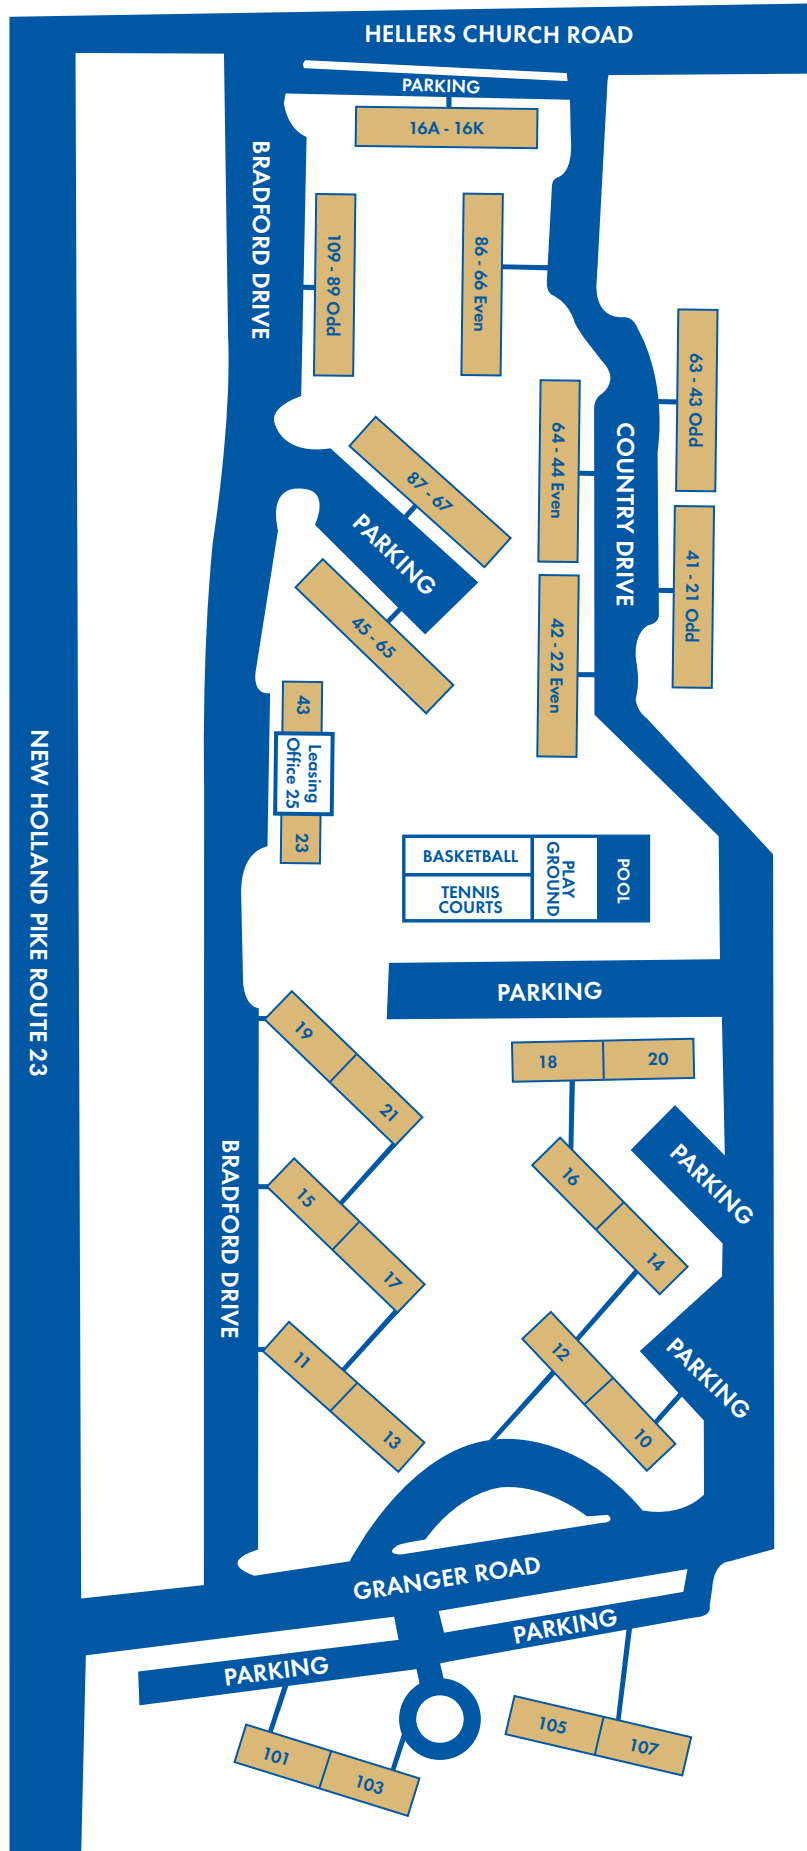 HELLERS CHURCH ROAD
PARKING
16A - 16K
BRADFORD DRIVE
109 - 89 Odd
86 - 66 Even
63 - 43 Odd
64 - 44 Even
COUNTRY DRIVE
87 - 67
PARKING
41 - 21 Odd
45 - 65
42 - 22 Even
43
Leasing
Office 25
23
NEW HOLLAND PIKE ROUTE 23
BASKETBALL
TENNIS
COURTS
PLAY
GROUND
POOL
PARKING
19
21
18
20
BRADFORD DRIVE
15
17
16
14
PARKING
11
13
12
10
PARKING
GRANGER ROAD
PARKING
PARKING
101
103
105
107